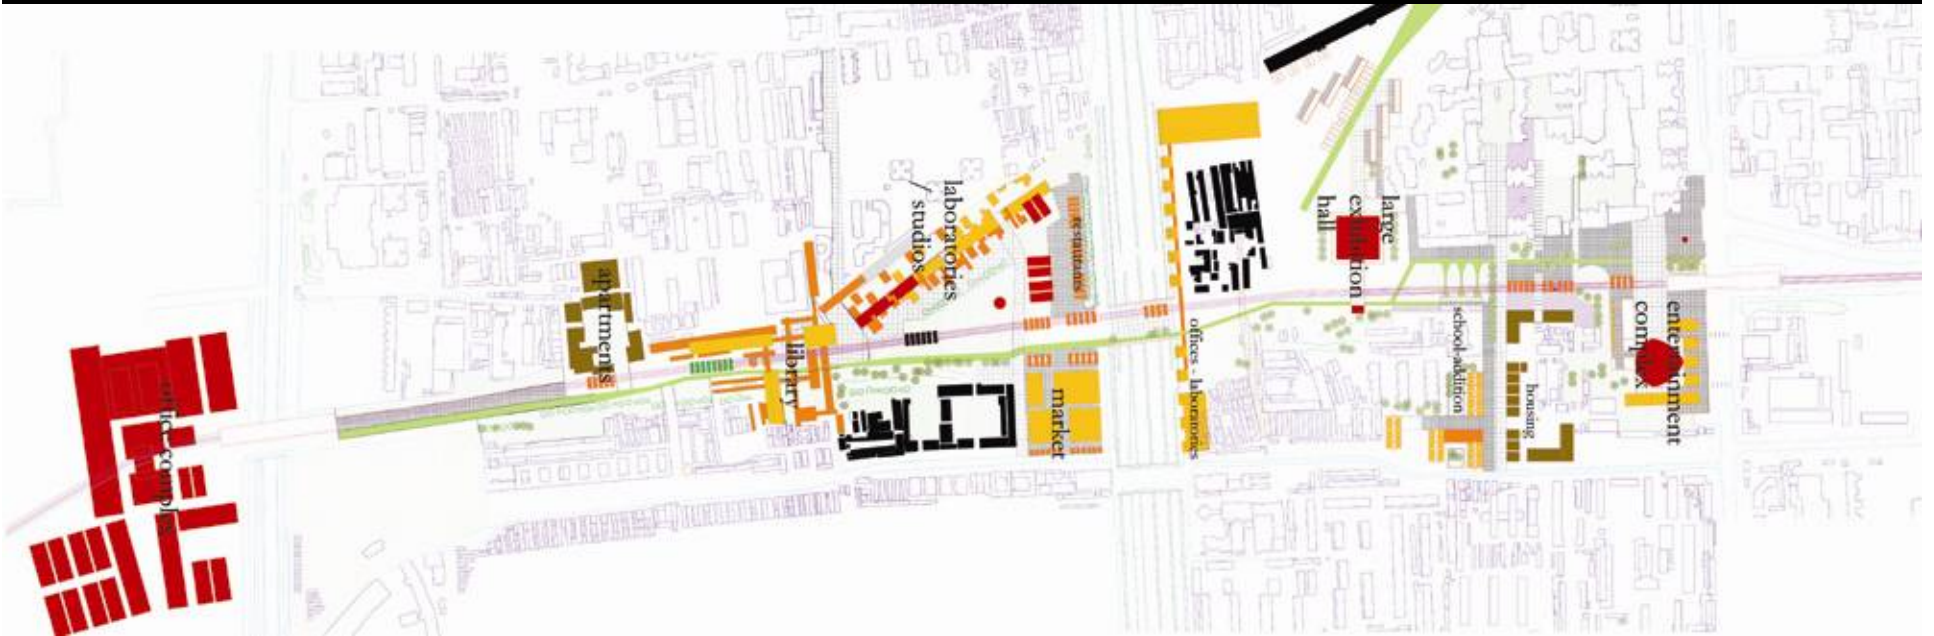 office complex
apartments
library
studios
laboratories
restaurants
market
offices - laboratories
large
exhibition
hall
school-addition
housing
entertainment
complex